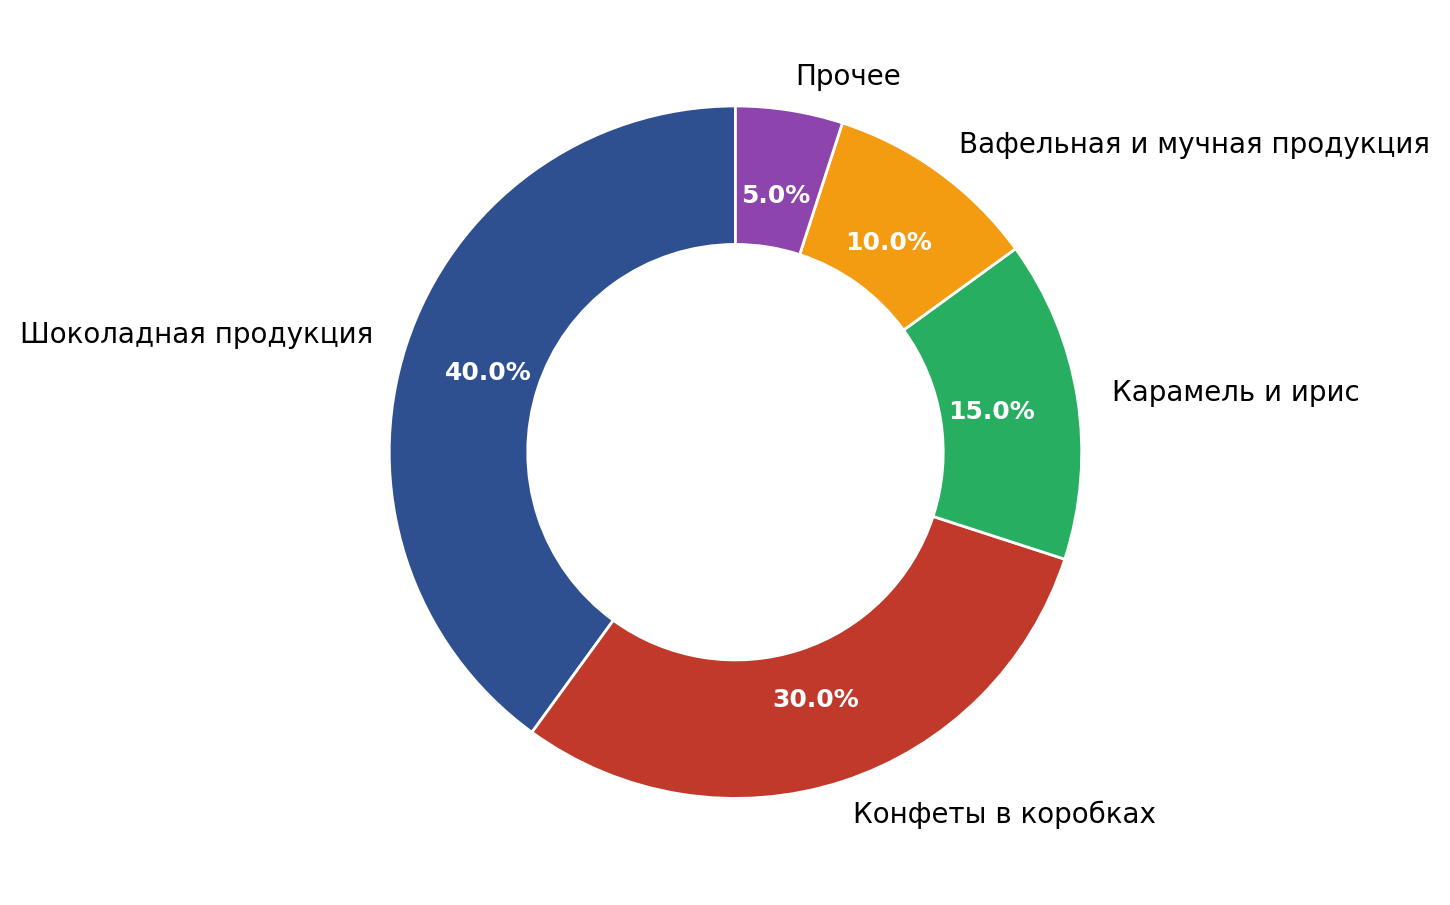 Прочее
Вафельная и мучная продукция
5.0%
10.0%
Шоколадная продукция
40.0%
Карамель и ирис
15.0%
30.0%
Конфеты в коробках